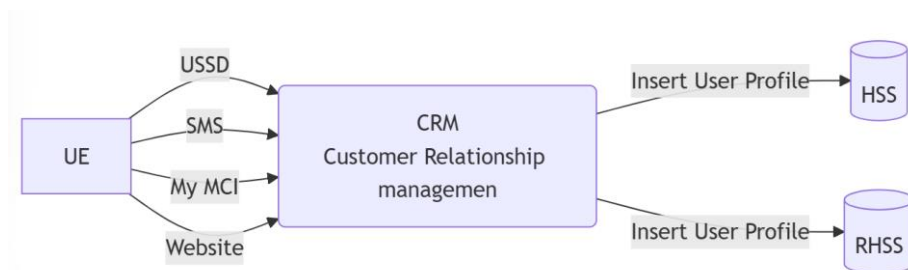 USSD
SMS
UE
My MCI
Website
CRM
Customer Relationship
managemen
Insert User Profile
HSS
Insert User Profile
RHSS